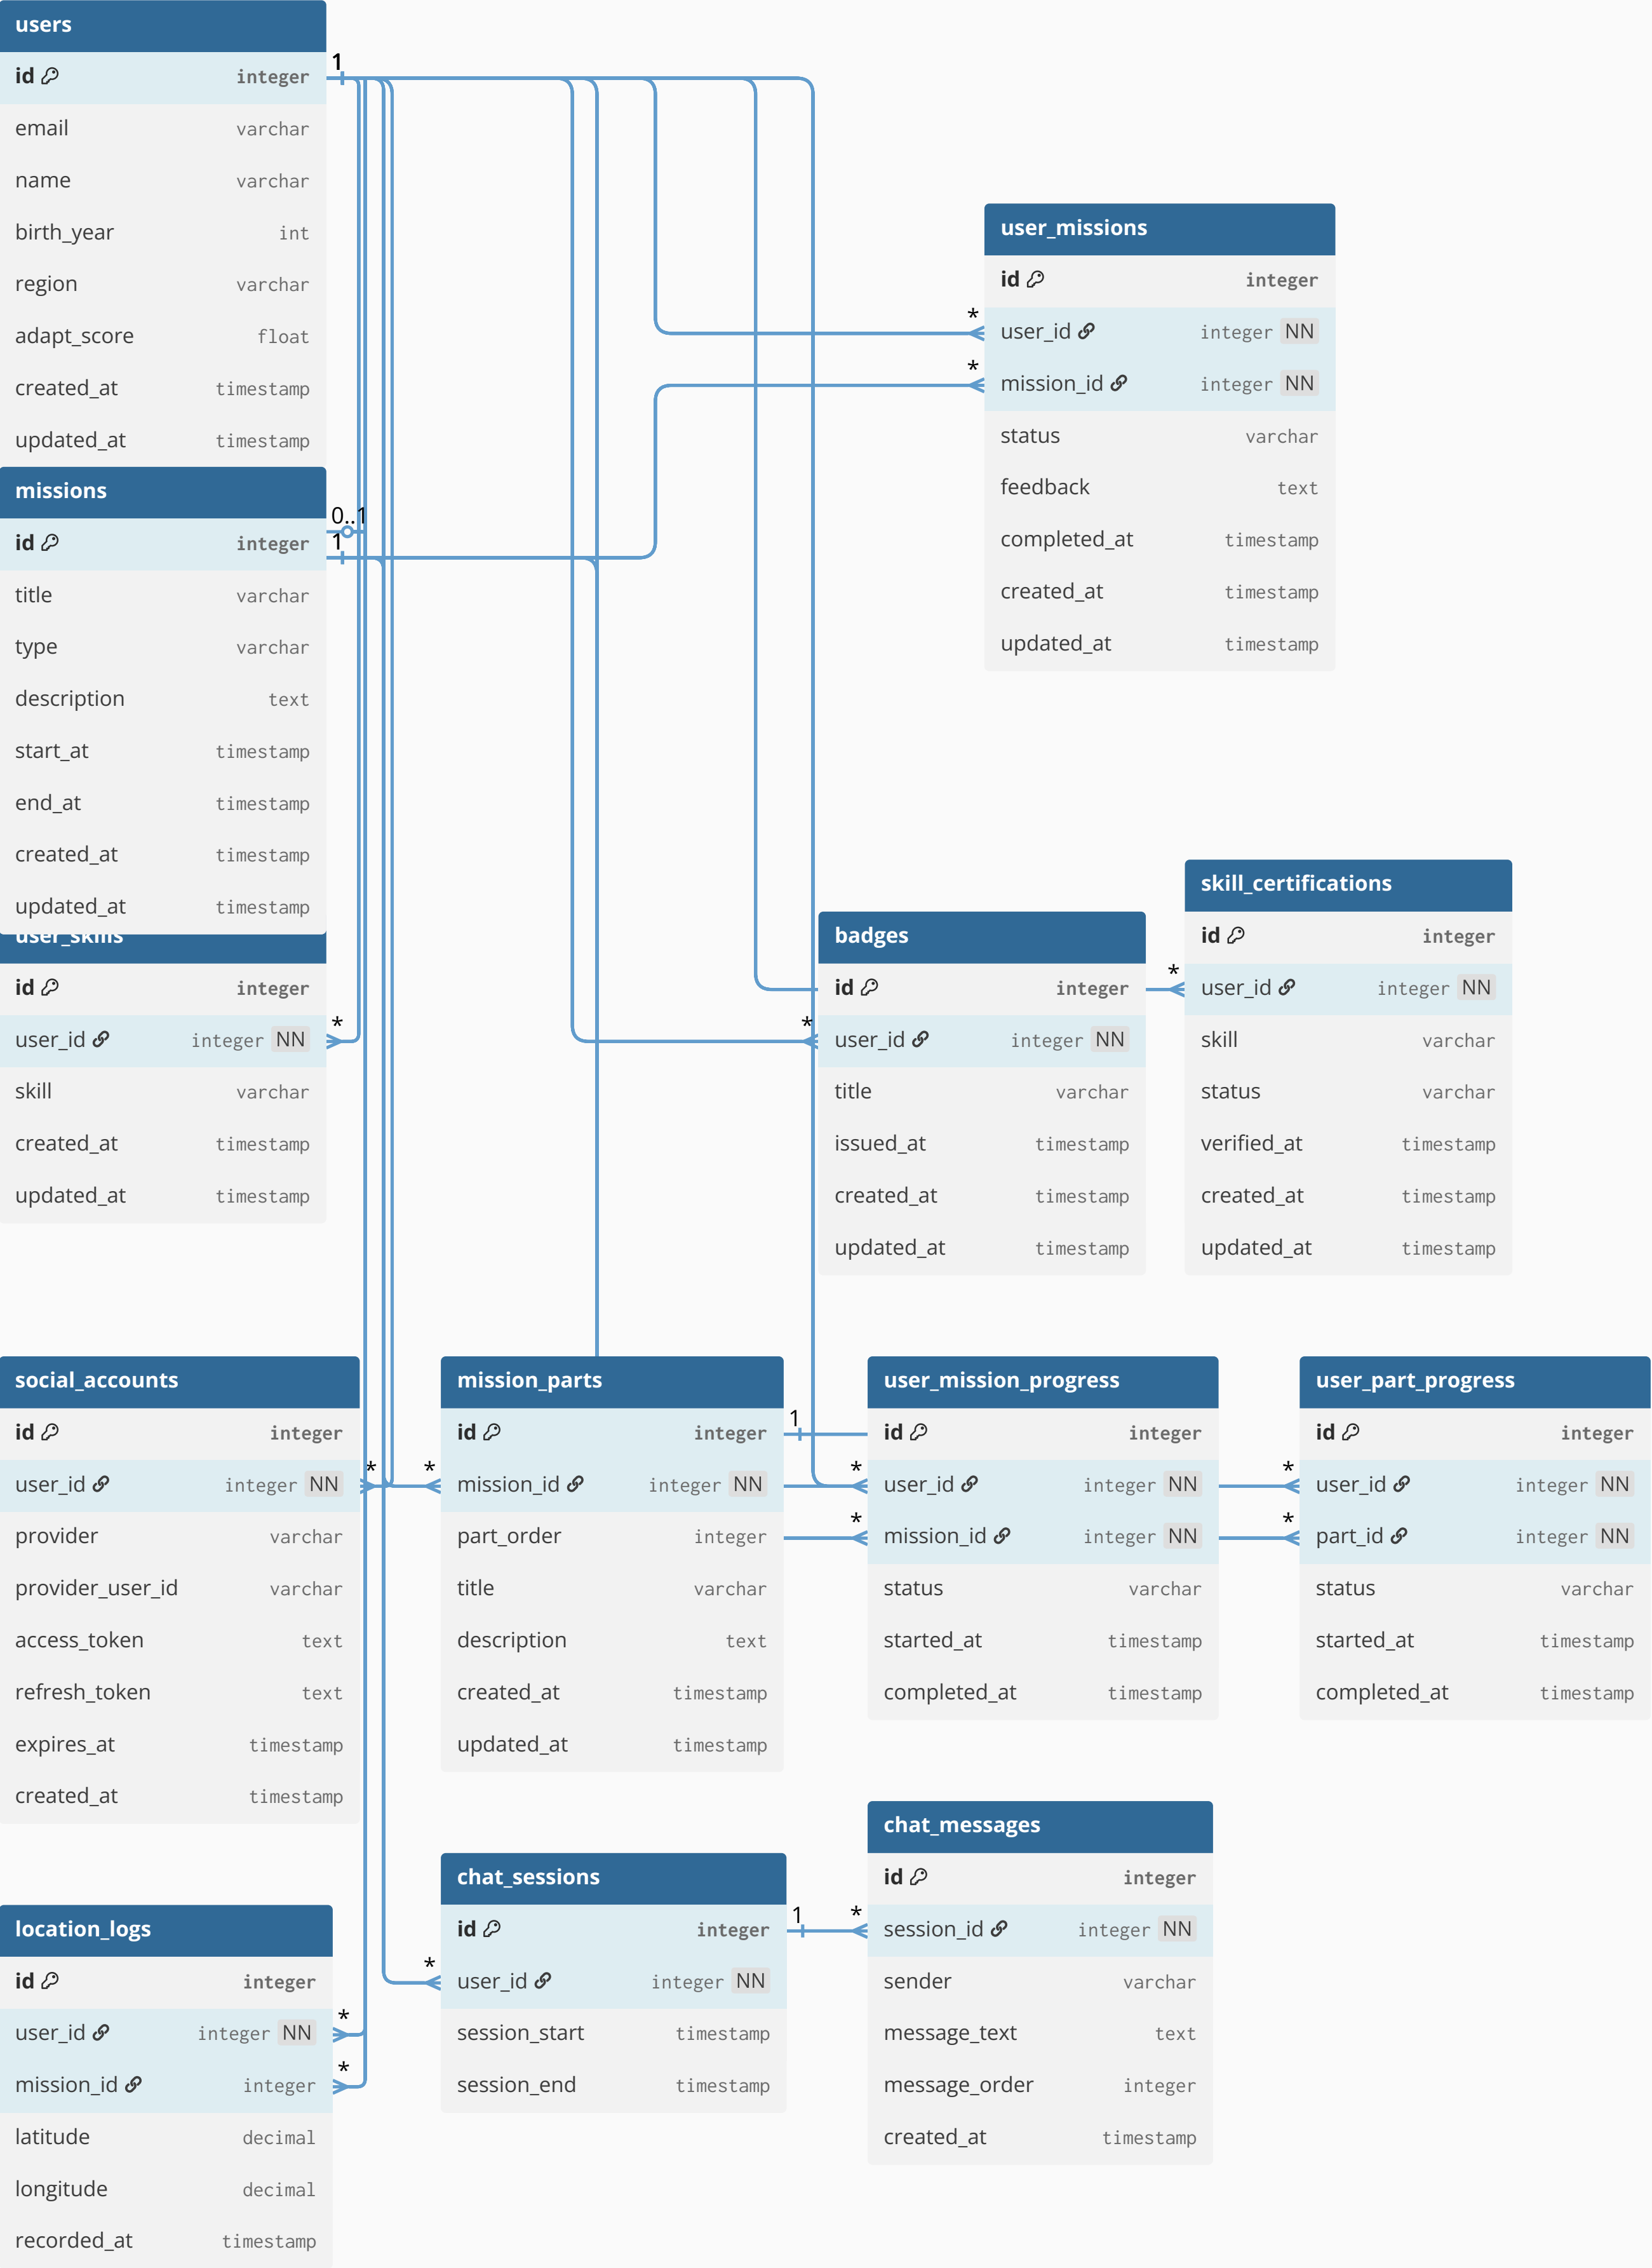 users
id integer
email varchar
name varchar
birth_year int
region varchar
adapt_score float
created_at timestamp
updated_at timestamp
1
missions
id integer
title varchar
type varchar
description text
start_at timestamp
end_at timestamp
created_at timestamp
updated_at timestamp
0..1
1
user_missions
id integer
* user_id integer NN
* mission_id integer NN
status varchar
feedback text
completed_at timestamp
created_at timestamp
updated_at timestamp
user_skills
id integer
user_id integer NN *
skill varchar
created_at timestamp
updated_at timestamp
badges
id integer
* user_id integer NN
title varchar
issued_at timestamp
created_at timestamp
updated_at timestamp
skill_certifications
id integer
* user_id integer NN
skill varchar
status varchar
verified_at timestamp
created_at timestamp
updated_at timestamp
social_accounts
id integer
user_id integer NN *
provider varchar
provider_user_id varchar
access_token text
refresh_token text
expires_at timestamp
created_at timestamp
mission_parts
id integer 1
* mission_id integer NN
part_order integer
title varchar
description text
created_at timestamp
updated_at timestamp
user_mission_progress
id integer
* user_id integer NN
* mission_id integer NN
status varchar
started_at timestamp
completed_at timestamp
user_part_progress
id integer
* user_id integer NN
* part_id integer NN
status varchar
started_at timestamp
completed_at timestamp
location_logs
id integer
user_id integer NN *
mission_id integer *
latitude decimal
longitude decimal
recorded_at timestamp
chat_sessions
id integer 1
* user_id integer NN
session_start timestamp
session_end timestamp
chat_messages
id integer
* session_id integer NN
sender varchar
message_text text
message_order integer
created_at timestamp